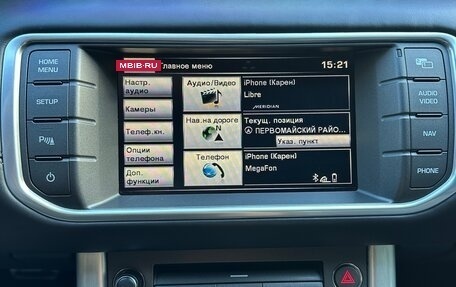 MBIB.RU
главное меню
15:21
HOME
MENU
SETUP
AUDIO
VIDEO
NAV
PHONE
Настр.
аудио
Камеры
Телеф.кн.
Опции
телефона
Доп.
функции
Аудио/Видео
Нав.на дороге
N
Телефон
iPhone (Карен)
Libre
MERIDIAN
Текущ. позиция
ПЕРВОМАЙСКИЙ РАЙО...
Указ. пункт
iPhone (Карен)
MegaFon